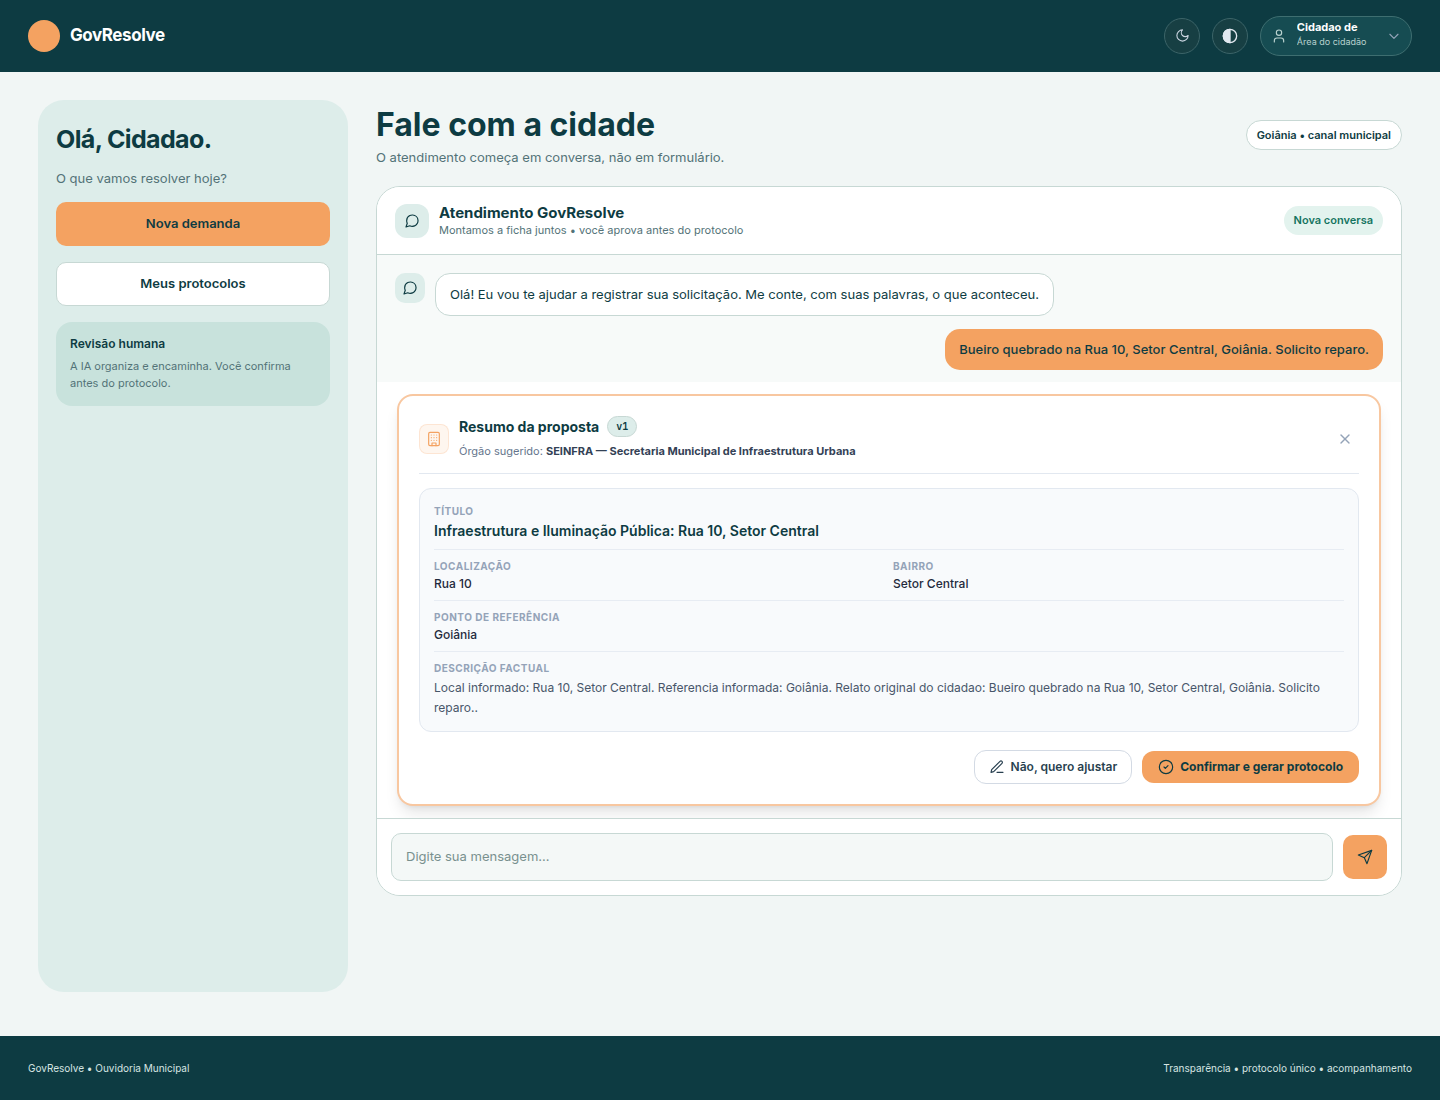 GovResolve
Cidadao de
Área do cidadão
Olá, Cidadao.
O que vamos resolver hoje?
Nova demanda
Meus protocolos
Revisão humana
A IA organiza e encaminha. Você confirma
antes do protocolo.
Fale com a cidade
O atendimento começa em conversa, não em formulário.
Goiânia • canal municipal
Atendimento GovResolve
Montamos a ficha juntos • você aprova antes do protocolo
Nova conversa
Olá! Eu vou te ajudar a registrar sua solicitação. Me conte, com suas palavras, o que aconteceu.
Bueiro quebrado na Rua 10, Setor Central, Goiânia. Solicito reparo.
Resumo da proposta v1
Órgão sugerido: SEINFRA — Secretaria Municipal de Infraestrutura Urbana
TÍTULO
Infraestrutura e Iluminação Pública: Rua 10, Setor Central
LOCALIZAÇÃO
Rua 10
BAIRRO
Setor Central
PONTO DE REFERÊNCIA
Goiânia
DESCRIÇÃO FACTUAL
Local informado: Rua 10, Setor Central. Referencia informada: Goiânia. Relato original do cidadao: Bueiro quebrado na Rua 10, Setor Central, Goiânia. Solicito
reparo..
Não, quero ajustar
Confirmar e gerar protocolo
Digite sua mensagem...
GovResolve • Ouvidoria Municipal
Transparência • protocolo único • acompanhamento